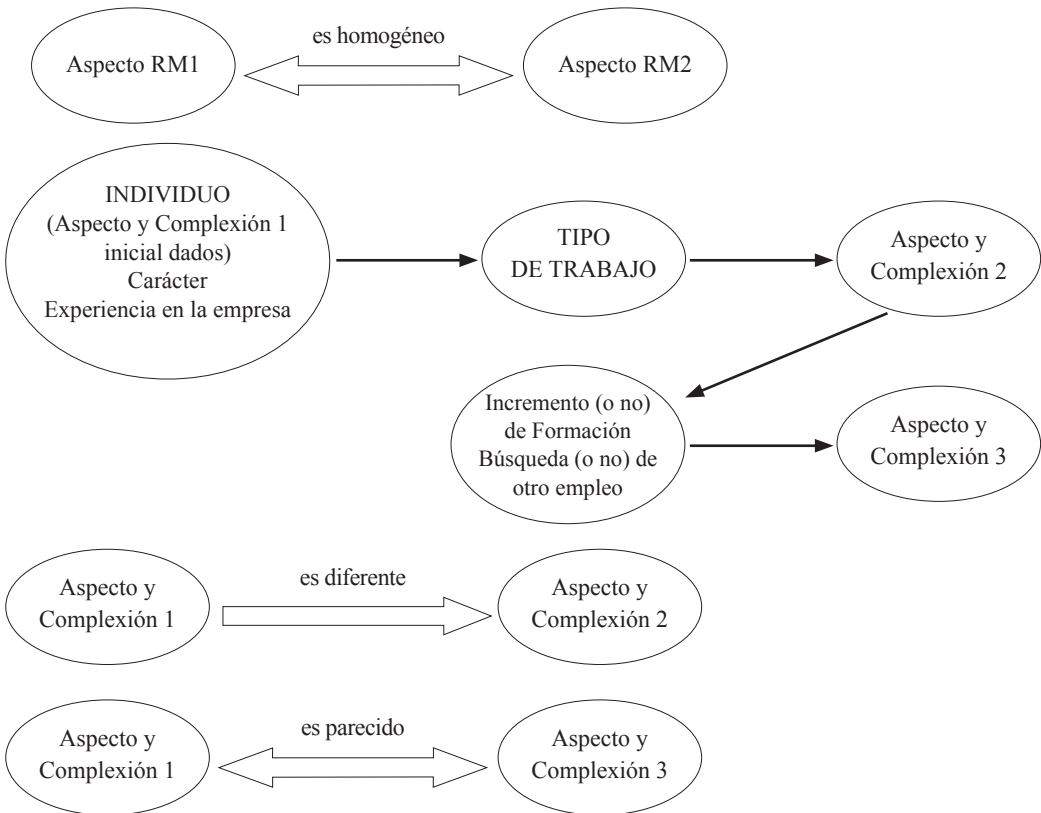 es homogéneo
Aspecto RM1
Aspecto RM2
INDIVIDUO
(Aspecto y Complexión 1
inicial dados)
Carácter
Experiencia en la empresa
TIPO
DE TRABAJO
Aspecto y
Complexión 2
Incremento (o no)
de Formación
Búsqueda (o no) de
otro empleo
Aspecto y
Complexión 3
Aspecto y
Complexión 1
es diferente
Aspecto y
Complexión 2
Aspecto y
Complexión 1
es parecido
Aspecto y
Complexión 3